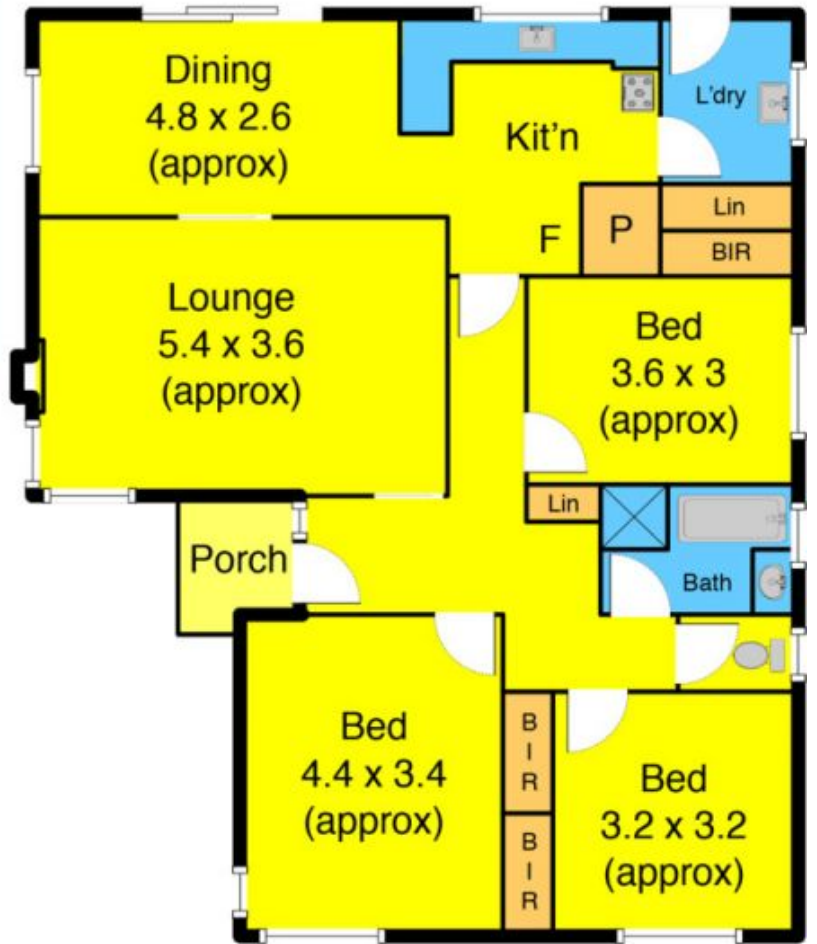 Dining
4.8 x 2.6
(approx)
Kit'n
L'dry
Lin
BIR
P
F
Lounge
5.4 x 3.6
(approx)
Bed
3.6 x 3
(approx)
Lin
Porch
Bath
Bed
4.4 x 3.4
(approx)
B
I
R
B
I
R
Bed
3.2 x 3.2
(approx)